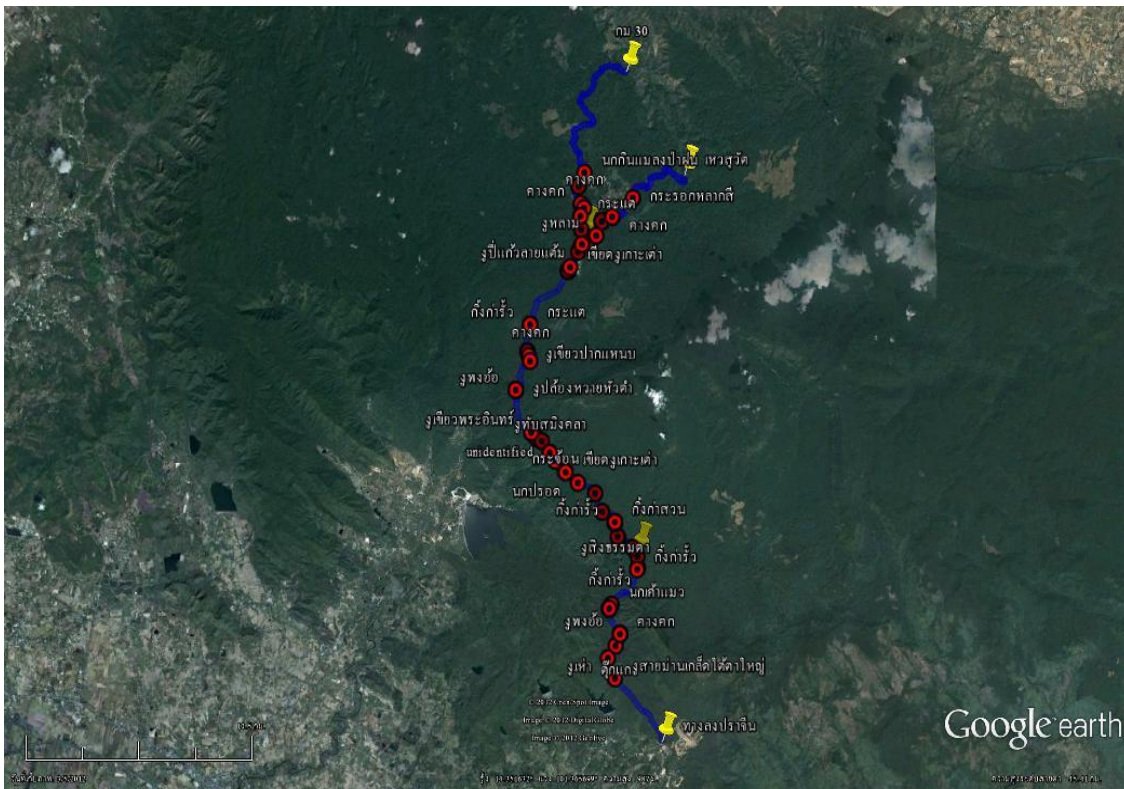 กม 30
นกกินแมลงป่าฝน เหวสุวัต
คางคก
คางคก
กระรอกหลากสี
กระแต
งูหลาม
คางคก
งูปี่แก้วลายแต้ม
เขียดงูเกาะเต่า
กิ้งก่ารั้ว
กระแต
คางคก
งูเขียวปากแหนบ
งูพงอ้อ
งูปล้องหวายหัวดำ
งูเขียวพระอินทร์
งูทับสมิงคลา
unidentified
กระจ้อน
เขียดงูเกาะเต่า
นกปรอด
กิ้งก่ารั้ว
กิ้งก่าสวน
งูสิงธรรมดา
กิ้งก่ารั้ว
กิ้งก่ารั้ว
นกเค้าแมว
งูพงอ้อ
คางคก
งูเห่า
ตุ๊กแก
งูสายม่านเกล็ดใต้ตาใหญ่
© 2012 Cnes/Spot Image
Image © 2012 DigitalGlobe
Image © 2012 GeoEye
ทางลงปราจีน
Google earth